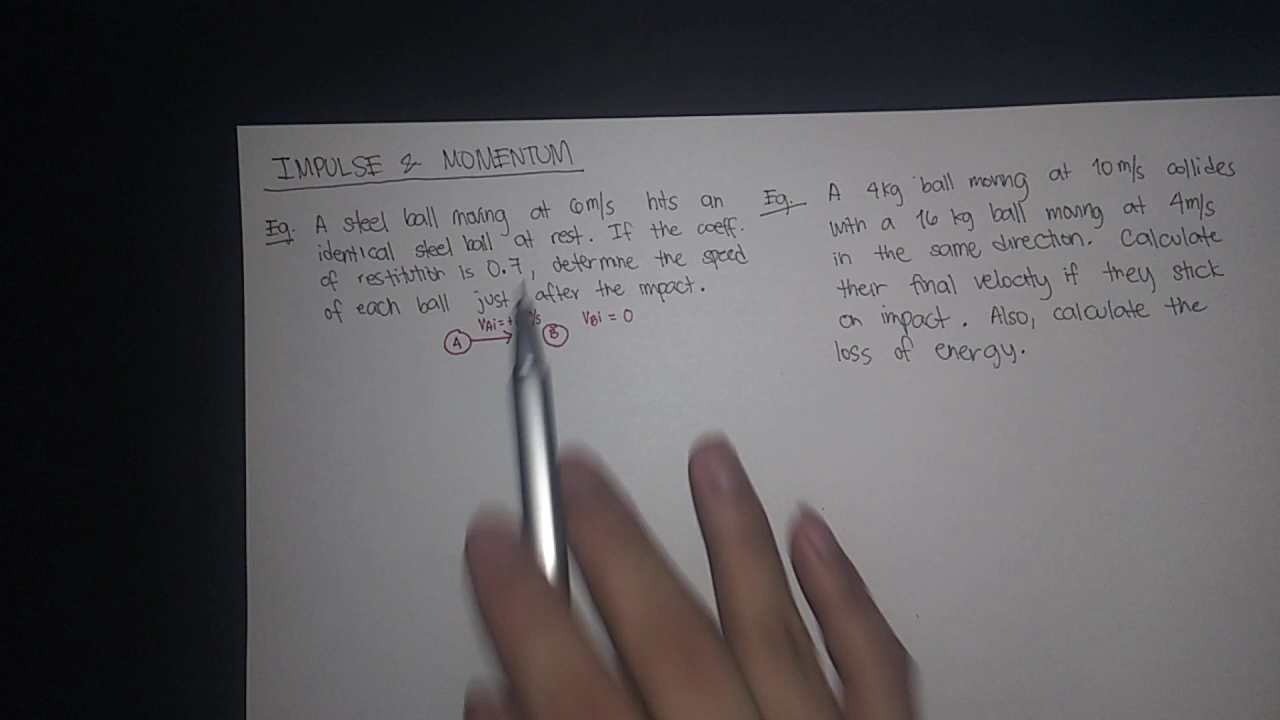 IMPULSE & MOMENTUM
Eg. A steel ball moving at 6m/s hits an
identical steel ball at rest. If the coeff.
of restitution is 0.7, determine the speed
of each ball just after the impact.
VAi = + /s VBi = 0
A B
Eg. A 4kg ball moving at 10m/s collides
with a 16 kg ball moving at 4m/s
in the same direction. Calculate
their final velocity if they stick
on impact. Also, calculate the
loss of energy.